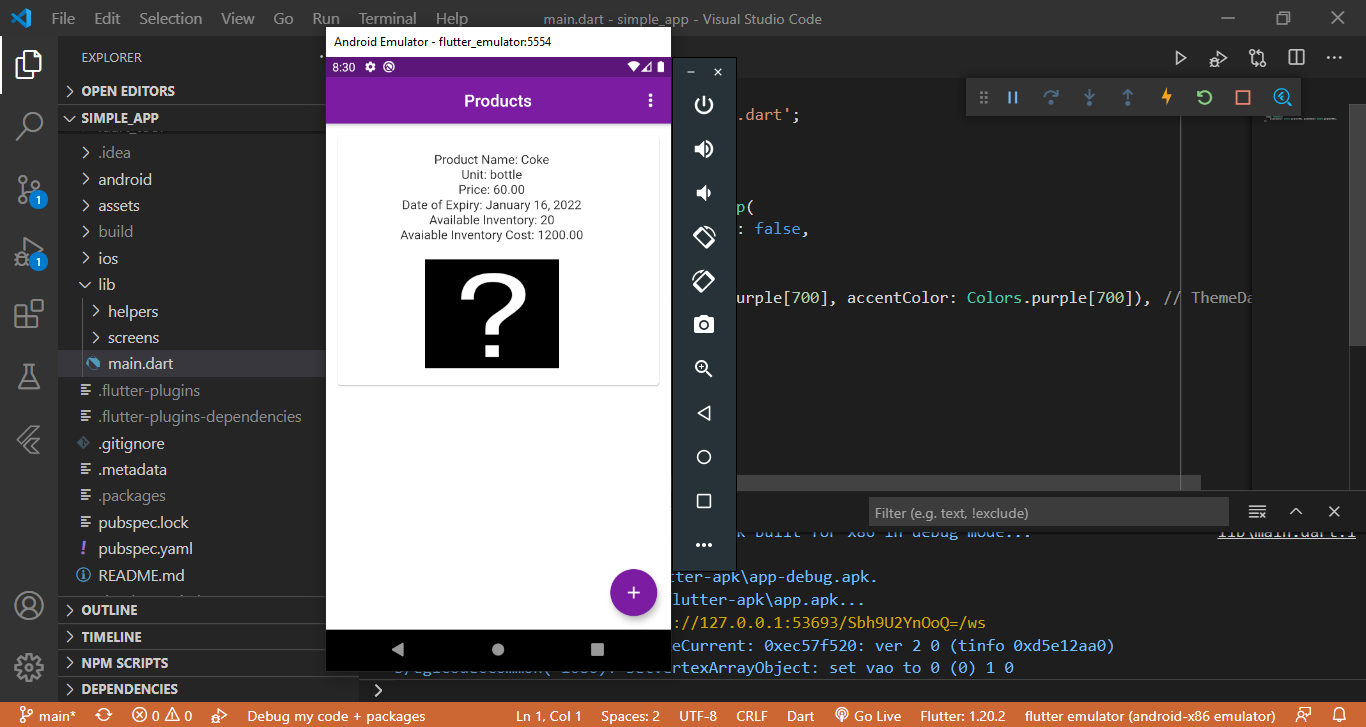 File Edit Selection View Go Run Terminal Help main.dart - simple_app - Visual Studio Code
EXPLORER
OPEN EDITORS
SIMPLE_APP
.idea
android
assets
build
ios
lib
helpers
screens
main.dart
.flutter-plugins
.flutter-plugins-dependencies
.gitignore
.metadata
.packages
pubspec.lock
pubspec.yaml
README.md
OUTLINE
TIMELINE
NPM SCRIPTS
DEPENDENCIES
1
1
Android Emulator - flutter_emulator:5554
8:30
Products
Product Name: Coke
Unit: bottle
Price: 60.00
Date of Expiry: January 16, 2022
Available Inventory: 20
Avaiable Inventory Cost: 1200.00
?
.dart';
p(
: false,
urple[700], accentColor: Colors.purple[700]), // ThemeDa
Filter (e.g. text, !exclude)
k built for x86 in debug mode... lib\main.dart:1
tter-apk\app-debug.apk.
lutter-apk\app.apk...
://127.0.0.1:53693/Sbh9U2YnOoQ=/ws
eCurrent: 0xec57f520: ver 2 0 (tinfo 0xd5e12aa0)
VertexArrayObject: set vao to 0 (0) 1 0
main* 0 0 Debug my code + packages Ln 1, Col 1 Spaces: 2 UTF-8 CRLF Dart Go Live Flutter: 1.20.2 flutter emulator (android-x86 emulator)